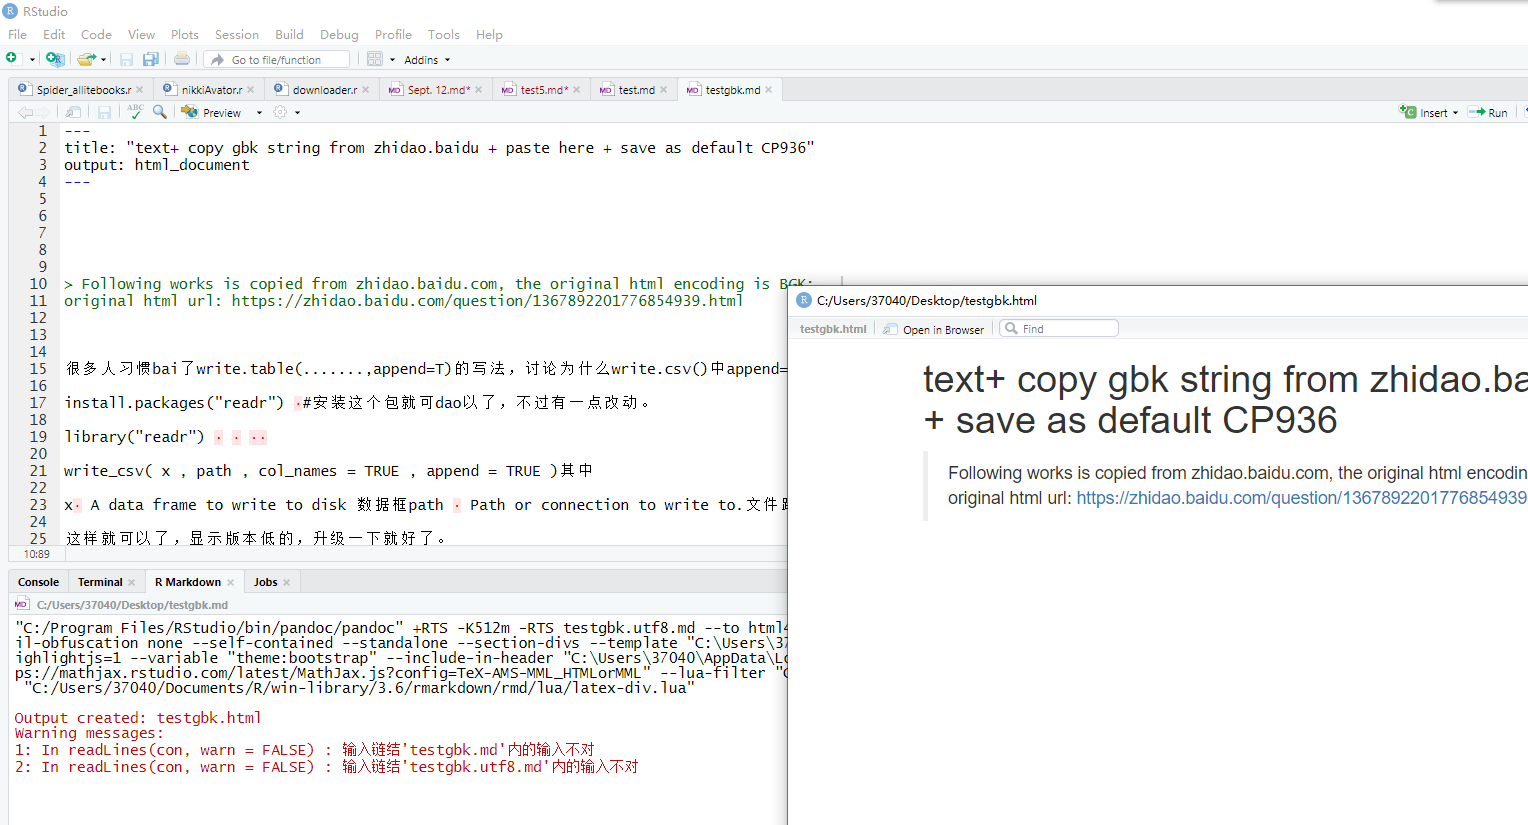 RStudio
File Edit Code View Plots Session Build Debug Profile Tools Help
Go to file/function Addins
Spider_allitebooks.r nikkiAvator.r downloader.r Sept. 12.md* test5.md* test.md testgbk.md
ABC Preview Insert Run
1 ---
2 title: "text+ copy gbk string from zhidao.baidu + paste here + save as default CP936"
3 output: html_document
4 ---
5
6
7
8
9
10 > Following works is copied from zhidao.baidu.com, the original html encoding is BGK:
11 original html url: https://zhidao.baidu.com/question/1367892201776854939.html
12
13
14
15 很多人习惯bai了write.table(.......,append=T)的写法，讨论为什么write.csv()中append=
16
17 install.packages("readr") ·#安装这个包就可dao以了，不过有一点改动。
18
19 library("readr") · · ··
20
21 write_csv( x , path , col_names = TRUE , append = TRUE )其中
22
23 x· A data frame to write to disk 数据框path · Path or connection to write to.文件
24
25 这样就可以了，显示版本低的，升级一下就好了。
10:89
Console Terminal R Markdown Jobs
C:/Users/37040/Desktop/testgbk.md
"C:/Program Files/RStudio/bin/pandoc/pandoc" +RTS -K512m -RTS testgbk.utf8.md --to html4
il-obfuscation none --self-contained --standalone --section-divs --template "C:\Users\37
ighlightjs=1 --variable "theme:bootstrap" --include-in-header "C:\Users\37040\AppData\Lo
ps://mathjax.rstudio.com/latest/MathJax.js?config=TeX-AMS-MML_HTMLorMML" --lua-filter "C
"C:/Users/37040/Documents/R/win-library/3.6/rmarkdown/rmd/lua/latex-div.lua"
Output created: testgbk.html
Warning messages:
1: In readLines(con, warn = FALSE) : 输入链结'testgbk.md'内的输入不对
2: In readLines(con, warn = FALSE) : 输入链结'testgbk.utf8.md'内的输入不对
C:/Users/37040/Desktop/testgbk.html
testgbk.html Open in Browser Find
text+ copy gbk string from zhidao.ba
+ save as default CP936
Following works is copied from zhidao.baidu.com, the original html encodin
original html url: https://zhidao.baidu.com/question/1367892201776854939